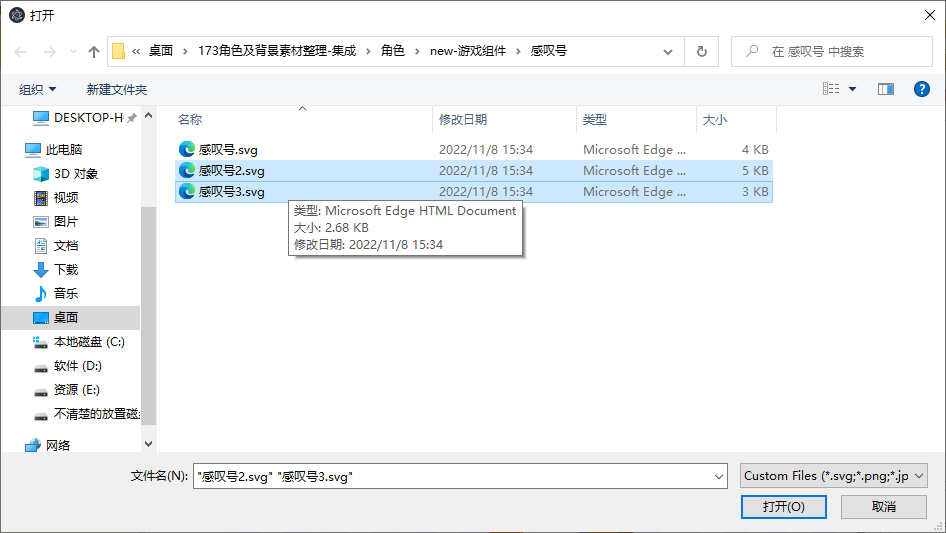 打开
« 桌面 › 173角色及背景素材整理-集成 › 角色 › new-游戏组件 › 感叹号
在 感叹号 中搜索
组织 新建文件夹
DESKTOP-H
此电脑
3D 对象
视频
图片
文档
下载
音乐
桌面
本地磁盘 (C:)
软件 (D:)
资源 (E:)
不清楚的放置磁
网络
名称 修改日期 类型 大小
感叹号.svg 2022/11/8 15:34 Microsoft Edge ... 4 KB
感叹号2.svg 2022/11/8 15:34 Microsoft Edge ... 5 KB
感叹号3.svg 2022/11/8 15:34 Microsoft Edge ... 3 KB
类型: Microsoft Edge HTML Document
大小: 2.68 KB
修改日期: 2022/11/8 15:34
文件名(N): "感叹号2.svg" "感叹号3.svg"
Custom Files (*.svg;*.png;*.jp
打开(O) 取消